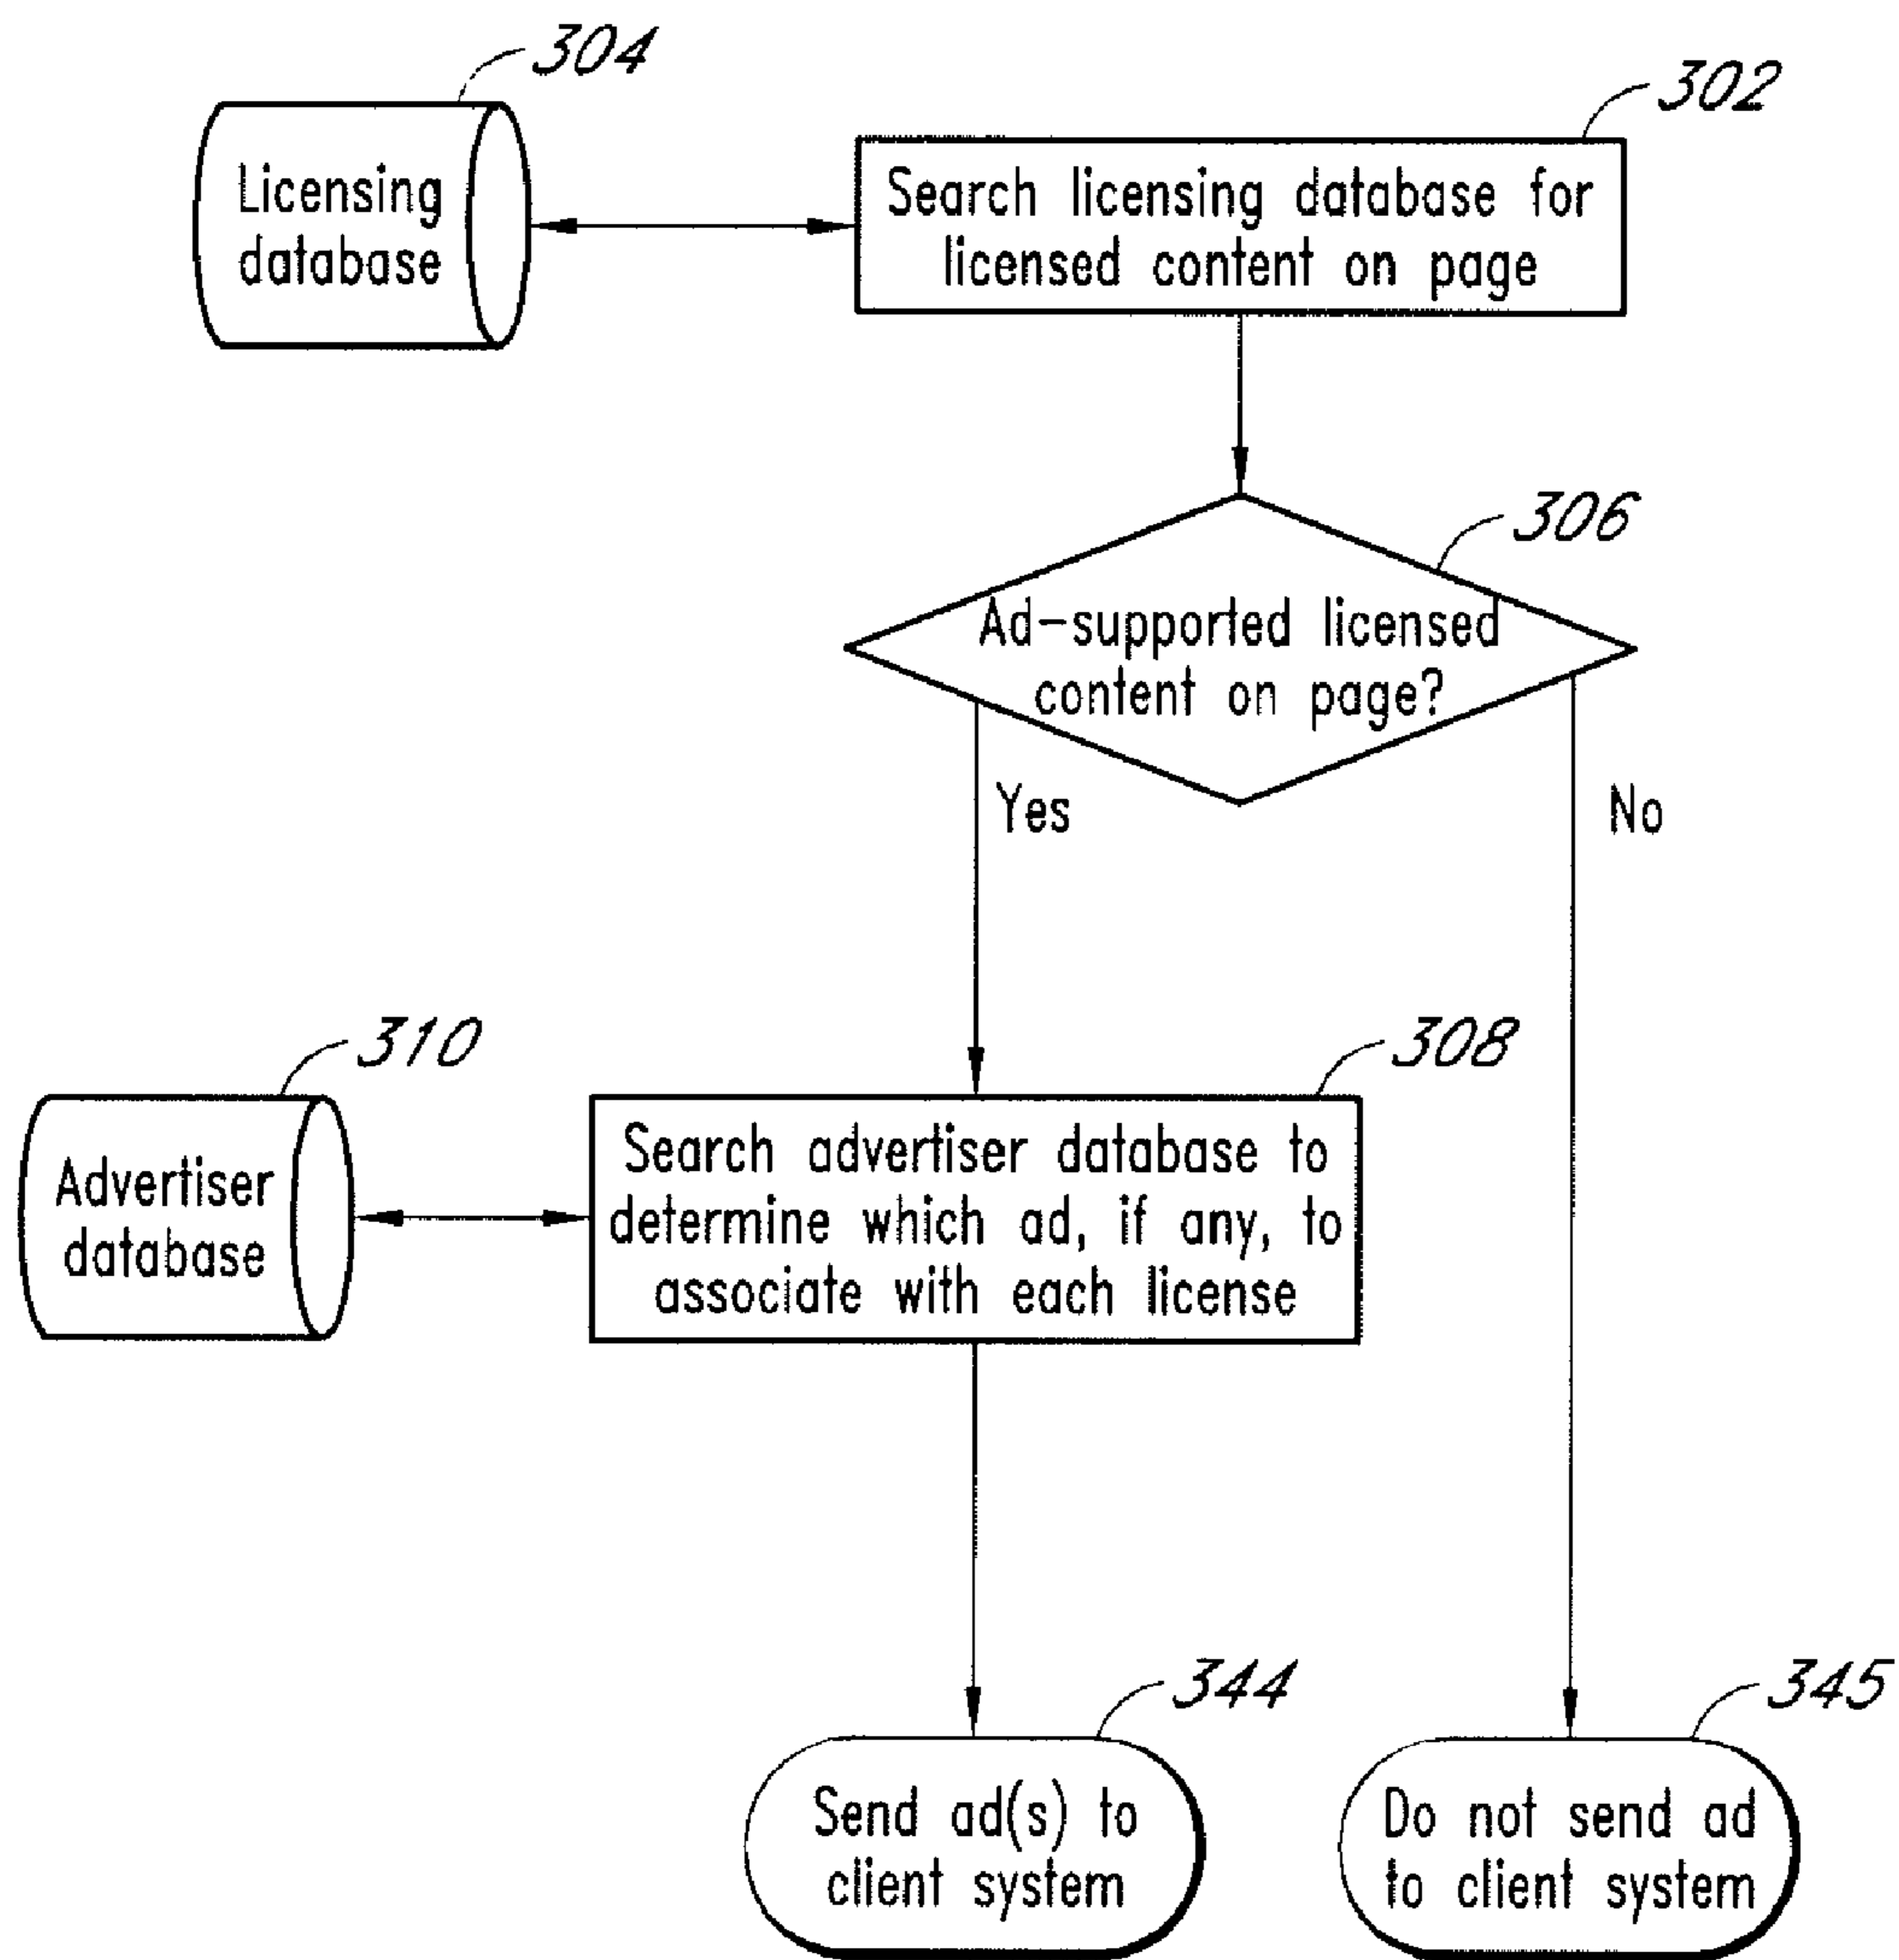 304
302
Licensing
database
Search licensing database for
licensed content on page
306
Ad-supported licensed
content on page?
Yes
No
310
308
Advertiser
database
Search advertiser database to
determine which ad, if any, to
associate with each license
344
345
Send ad(s) to
client system
Do not send ad
to client system